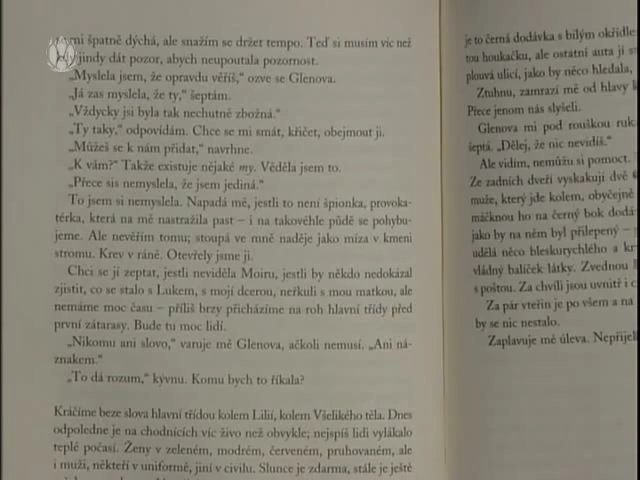 mi špatně dýchá, ale snažím se držet tempo. Teď si musím víc než
kdy jindy dát pozor, abych neupoutala pozornost.
„Myslela jsem, že opravdu věříš,“ ozve se Glenova.
„Já zas myslela, že ty,“ šeptám.
„Vždycky jsi byla tak nechutně zbožná.“
„Ty taky,“ odpovídám. Chce se mi smát, křičet, obejmout ji.
„Můžeš se k nám přidat,“ navrhne.
„K vám?“ Takže existuje nějaké my. Věděla jsem to.
„Přece sis nemyslela, že jsem jediná.“
To jsem si nemyslela. Napadá mě, jestli to není špionka, provoka-
térka, která na mě nastražila past – i na takovéhle půdě se pohybu-
jeme. Ale nevěřím tomu; stoupá ve mně naděje jako míza v kmeni
stromu. Krev v ráně. Otevřely jsme ji.
Chci se jí zeptat, jestli neviděla Moiru, jestli by někdo nedokázal
zjistit, co se stalo s Lukem, s mojí dcerou, neřkuli s mou matkou, ale
nemáme moc času – příliš brzy přicházíme na roh hlavní třídy před
první zátarasy. Bude tu moc lidí.
„Nikomu ani slovo,“ varuje mě Glenova, ačkoli nemusí. „Ani ná-
znakem.“
„To dá rozum,“ kývnu. Komu bych to říkala?
Kráčíme beze slova hlavní třídou kolem Lilií, kolem Všelikého těla. Dnes
odpoledne je na chodnících víc živo než obvykle; nejspíš lidi vylákalo
teplé počasí. Ženy v zeleném, modrém, červeném, pruhovaném, ale
i muži, někteří v uniformě, jiní v civilu. Slunce je zdarma, stále je ještě
je to černá dodávka s bílým okřídle
tou houkačku, ale ostatní auta jí
plouvá ulicí, jako by něco hledala,
Ztuhnu, zamrazí mě od hlavy
Přece jenom nás slyšeli.
Glenova mi pod rouškou ruk
šeptá. „Dělej, že nic nevidíš.“
Ale vidím, nemůžu si pomoct.
Ze zadních dveří vyskakují dvě
muže, který jde kolem, obyčejně
máčknou ho na černý bok dodá
jako by na něm byl přilepený –
udělá něco bleskurychlého a
vládný balíček látky. Zvednou
s poštou. Za chvíli jsou uvnitř i
Za pár vteřin je po všem a na
by se nic nestalo.
Zaplavuje mě úleva. Nepřijel